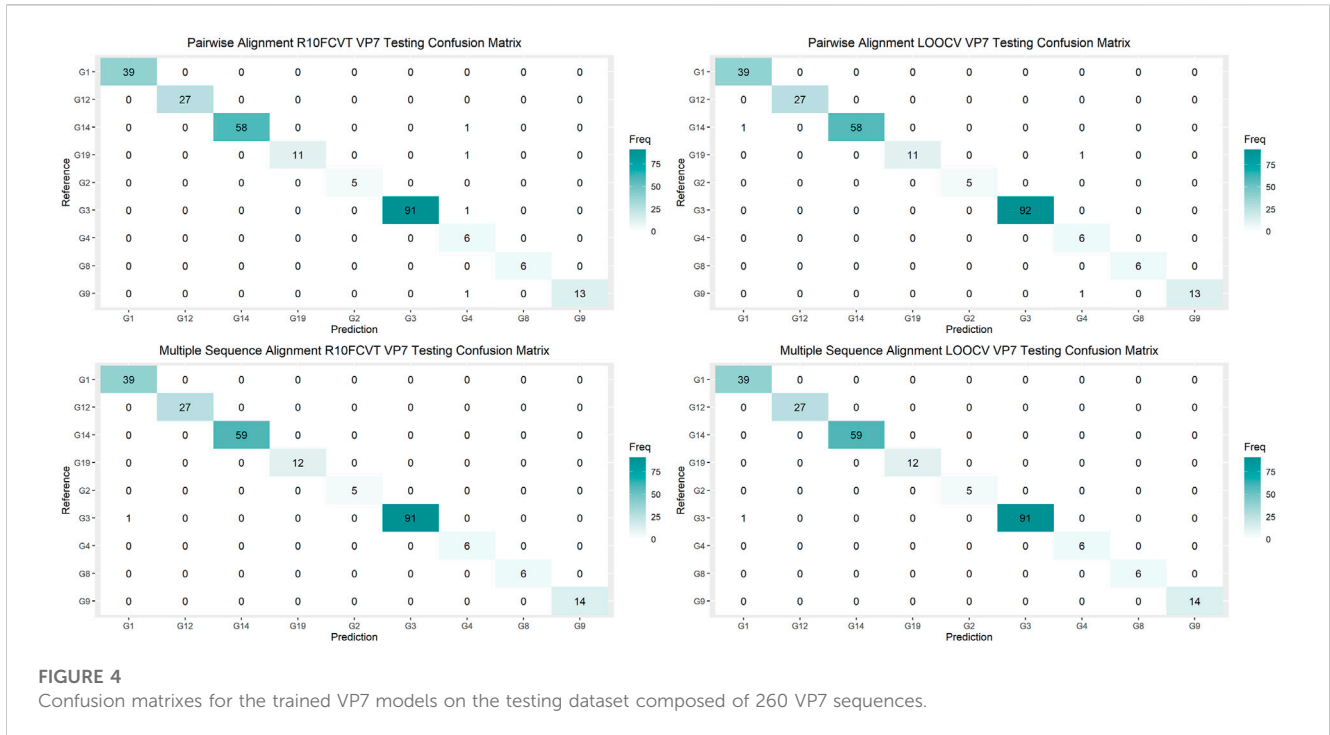 Pairwise Alignment R10FCVT VP7 Testing Confusion Matrix
Reference
G1 39 0 0 0 0 0 0 0 0
G12 0 27 0 0 0 0 0 0 0
G14 0 0 58 0 0 0 1 0 0
G19 0 0 0 11 0 0 1 0 0
G2 0 0 0 0 5 0 0 0 0
G3 0 0 0 0 0 91 1 0 0
G4 0 0 0 0 0 0 6 0 0
G8 0 0 0 0 0 0 0 6 0
G9 0 0 0 0 0 0 1 0 13
G1 G12 G14 G19 G2 G3 G4 G8 G9
Prediction
Freq
75
50
25
0
Pairwise Alignment LOOCV VP7 Testing Confusion Matrix
Reference
G1 39 0 0 0 0 0 0 0 0
G12 0 27 0 0 0 0 0 0 0
G14 1 0 58 0 0 0 0 0 0
G19 0 0 0 11 0 0 1 0 0
G2 0 0 0 0 5 0 0 0 0
G3 0 0 0 0 0 92 0 0 0
G4 0 0 0 0 0 0 6 0 0
G8 0 0 0 0 0 0 0 6 0
G9 0 0 0 0 0 0 1 0 13
G1 G12 G14 G19 G2 G3 G4 G8 G9
Prediction
Freq
75
50
25
0
Multiple Sequence Alignment R10FCVT VP7 Testing Confusion Matrix
Reference
G1 39 0 0 0 0 0 0 0 0
G12 0 27 0 0 0 0 0 0 0
G14 0 0 59 0 0 0 0 0 0
G19 0 0 0 12 0 0 0 0 0
G2 0 0 0 0 5 0 0 0 0
G3 1 0 0 0 0 91 0 0 0
G4 0 0 0 0 0 0 6 0 0
G8 0 0 0 0 0 0 0 6 0
G9 0 0 0 0 0 0 0 0 14
G1 G12 G14 G19 G2 G3 G4 G8 G9
Prediction
Freq
75
50
25
0
Multiple Sequence Alignment LOOCV VP7 Testing Confusion Matrix
Reference
G1 39 0 0 0 0 0 0 0 0
G12 0 27 0 0 0 0 0 0 0
G14 0 0 59 0 0 0 0 0 0
G19 0 0 0 12 0 0 0 0 0
G2 0 0 0 0 5 0 0 0 0
G3 1 0 0 0 0 91 0 0 0
G4 0 0 0 0 0 0 6 0 0
G8 0 0 0 0 0 0 0 6 0
G9 0 0 0 0 0 0 0 0 14
G1 G12 G14 G19 G2 G3 G4 G8 G9
Prediction
Freq
75
50
25
0
FIGURE 4
Confusion matrixes for the trained VP7 models on the testing dataset composed of 260 VP7 sequences.